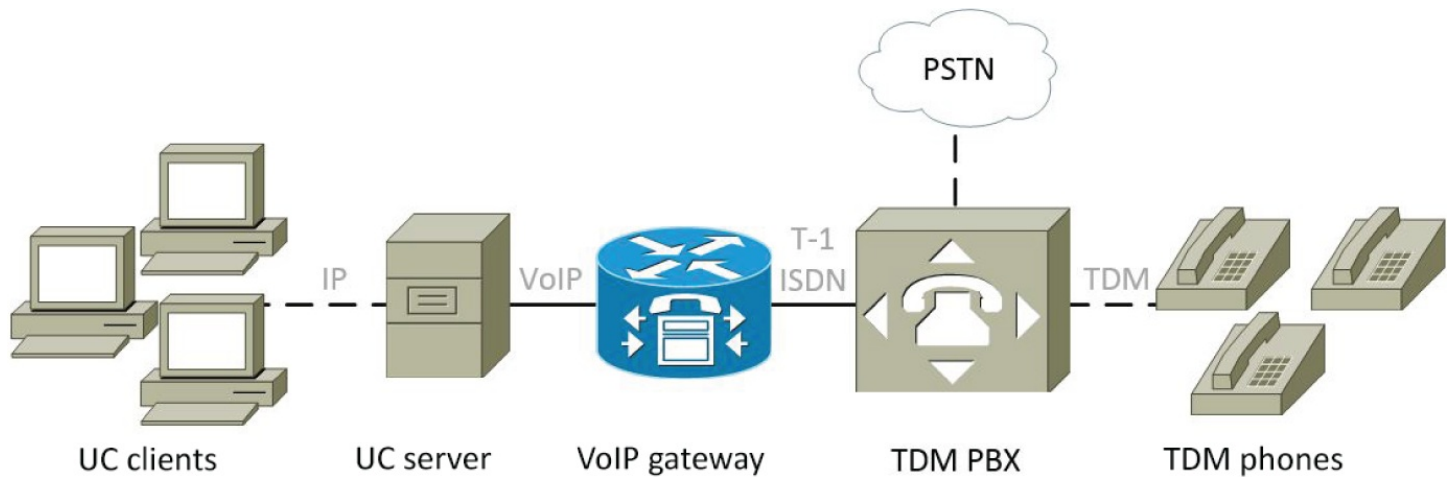 PSTN
IP
VoIP
T-1
ISDN
TDM
UC clients
UC server
VoIP gateway
TDM PBX
TDM phones